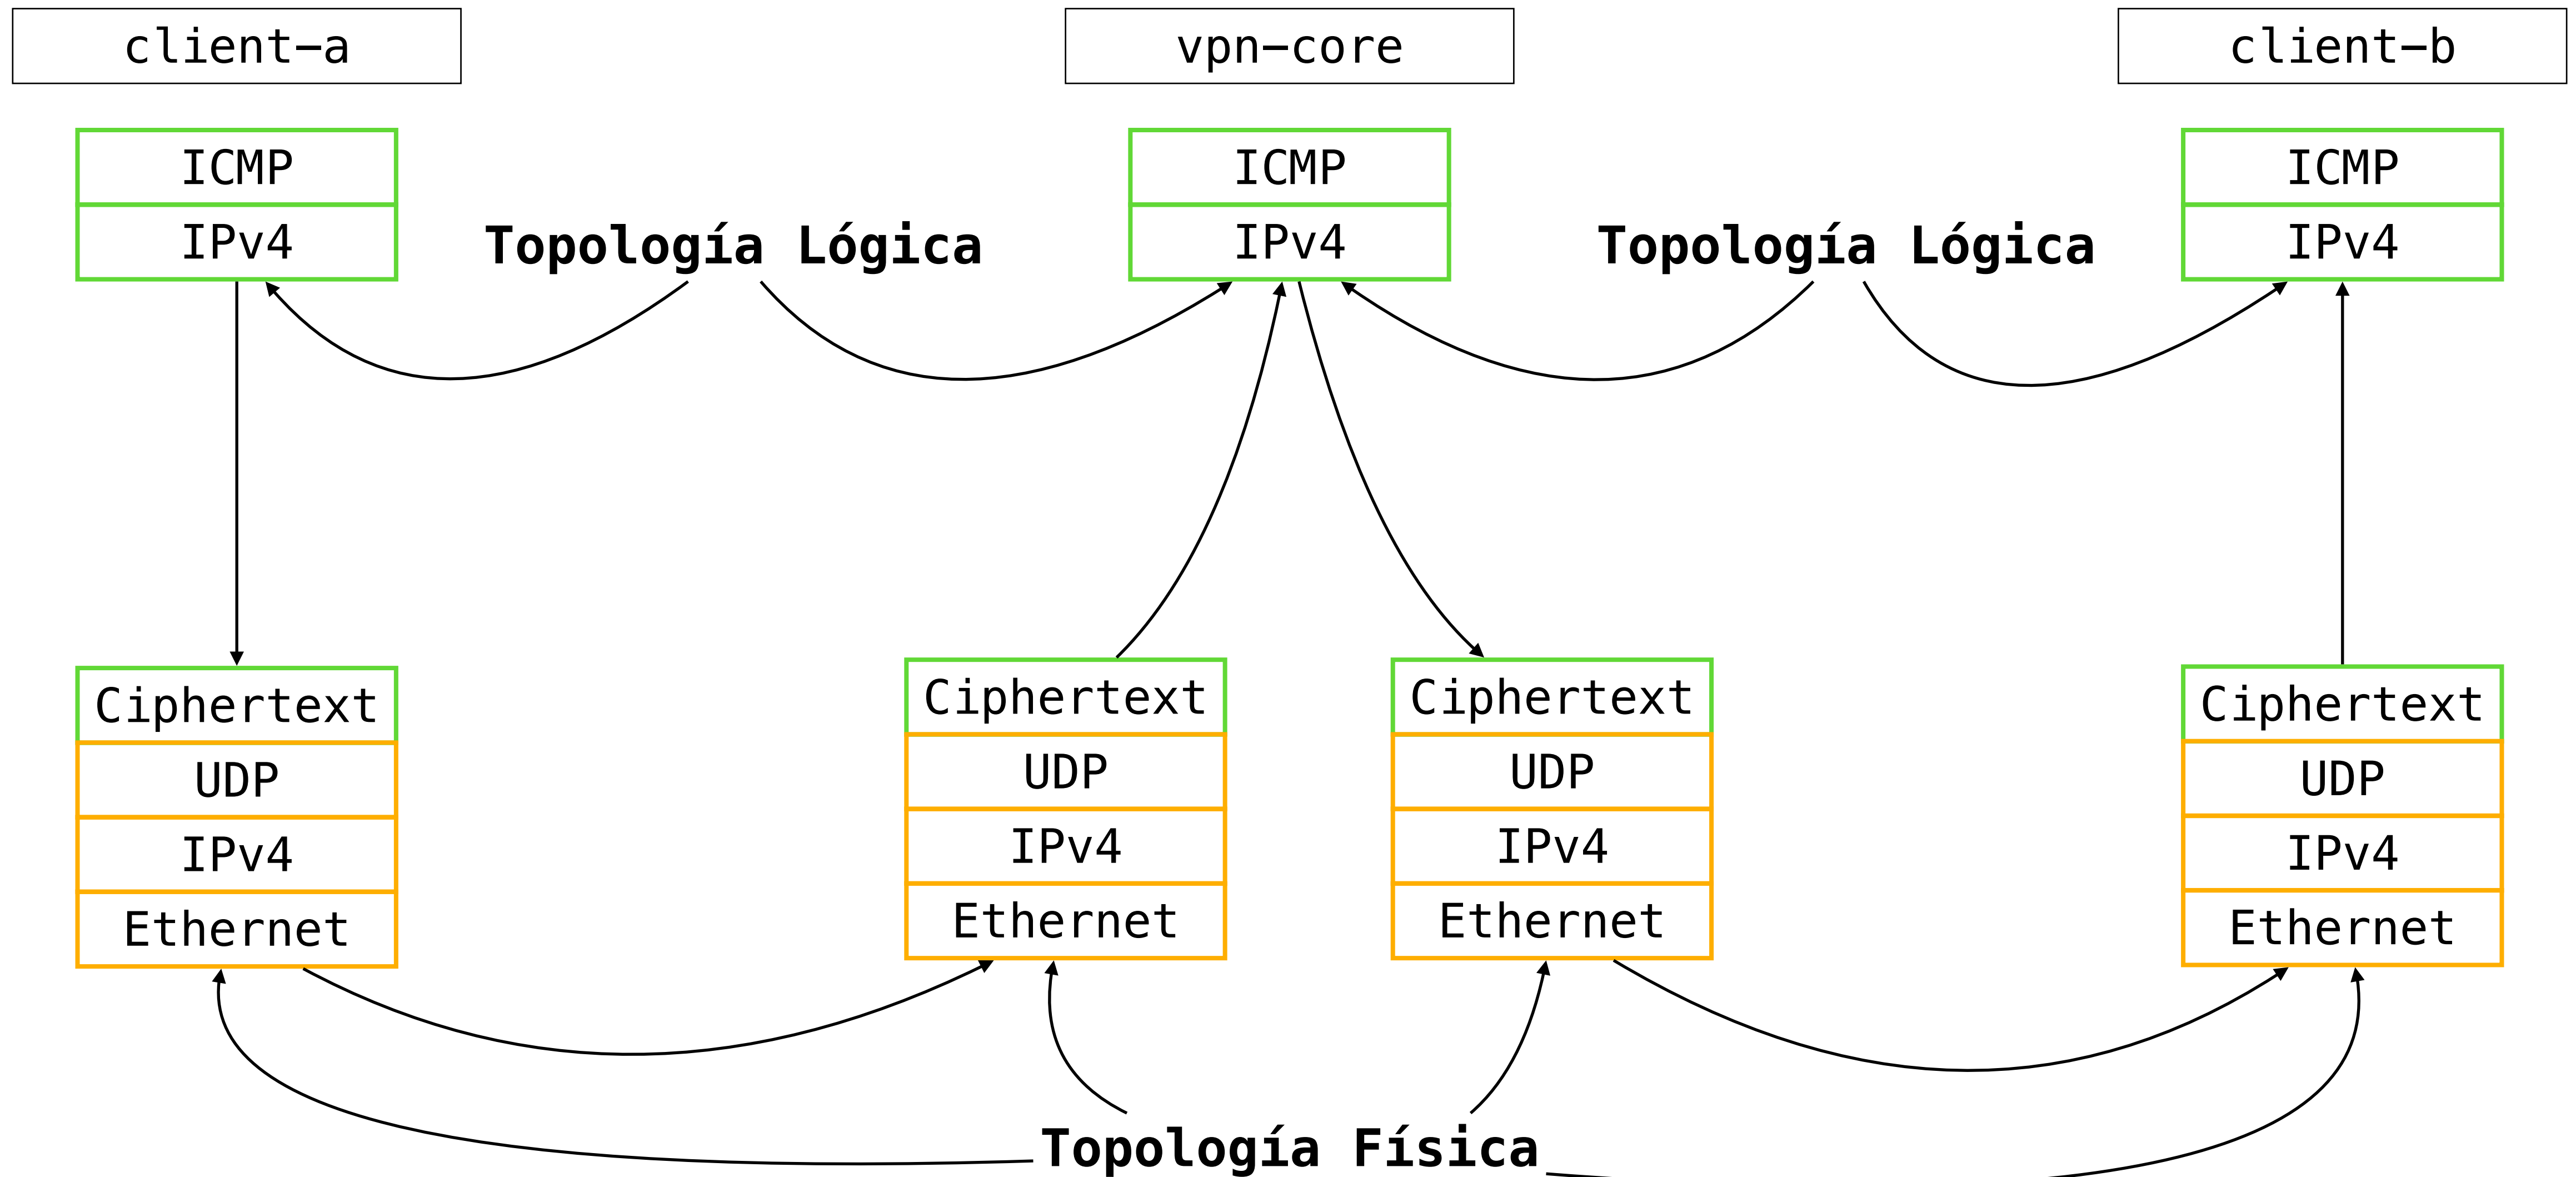 client-a
vpn-core
client-b
ICMP
IPv4
Topología Lógica
ICMP
IPv4
Topología Lógica
ICMP
IPv4
Ciphertext
UDP
IPv4
Ethernet
Ciphertext
UDP
IPv4
Ethernet
Ciphertext
UDP
IPv4
Ethernet
Ciphertext
UDP
IPv4
Ethernet
Topología Física